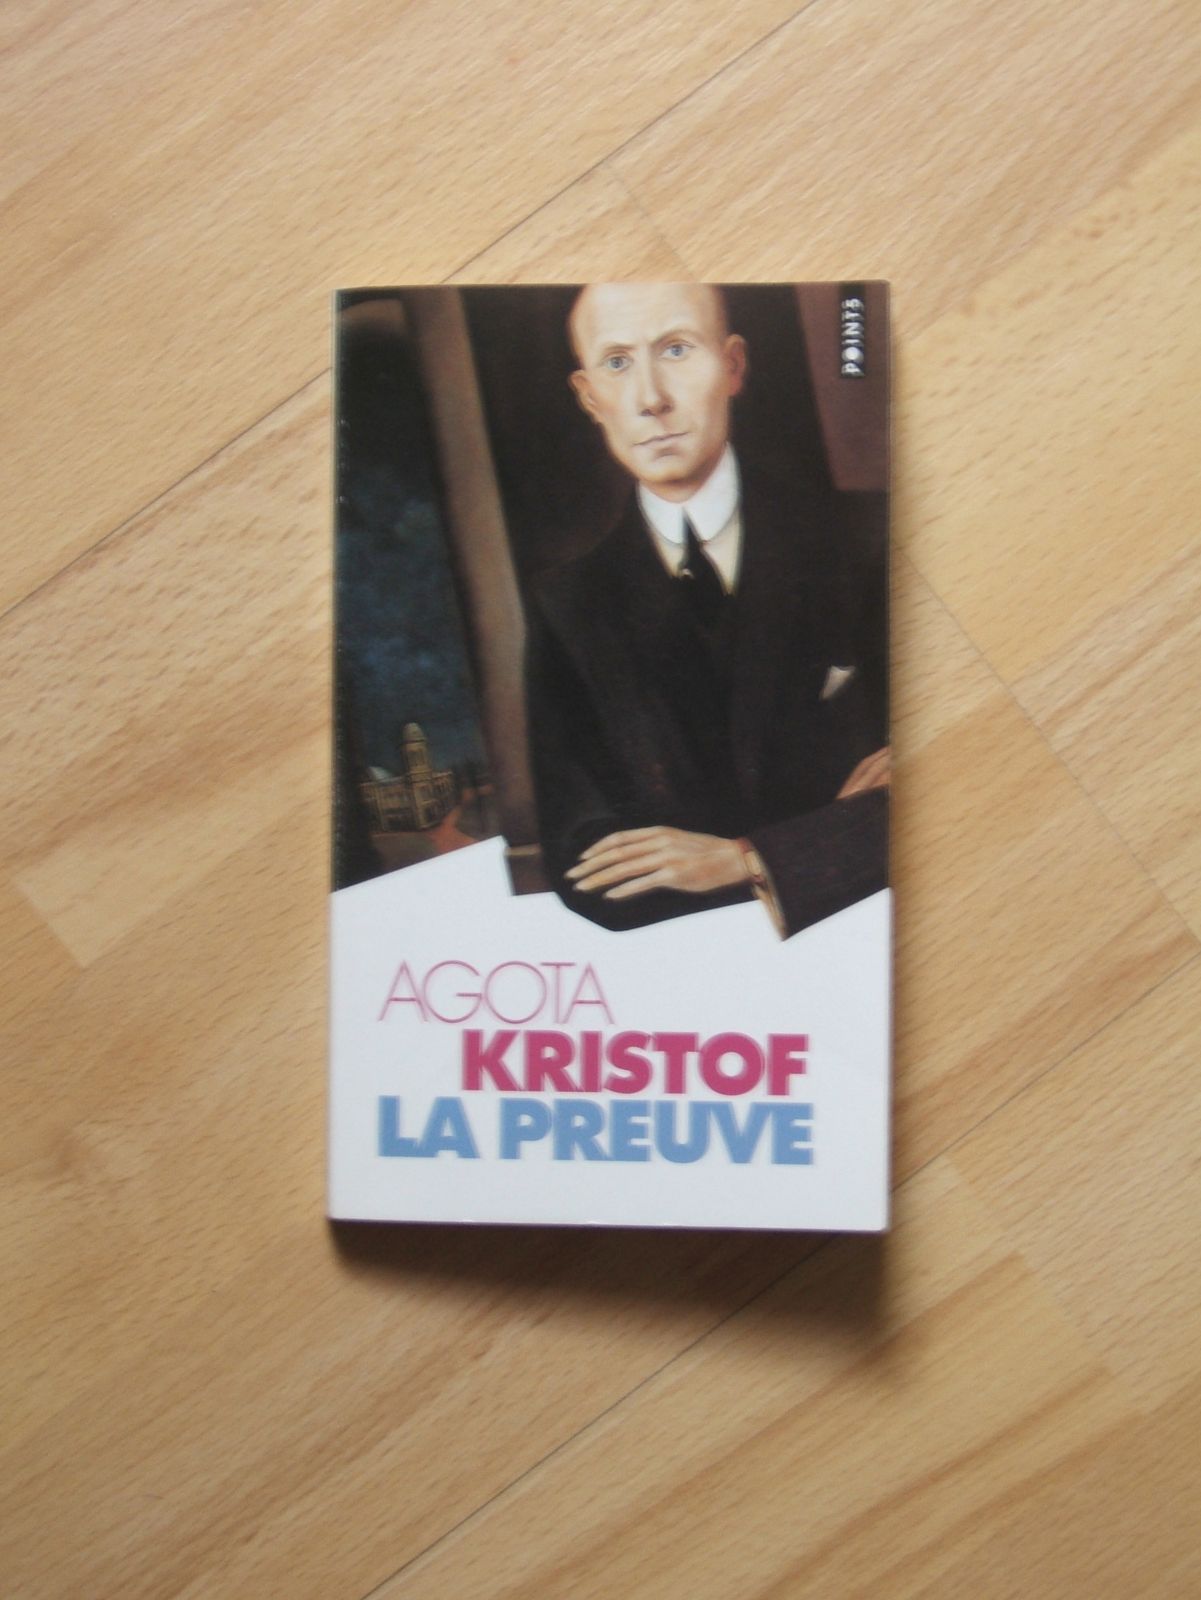 POINTS
AGOTA
KRISTOF
LA PREUVE